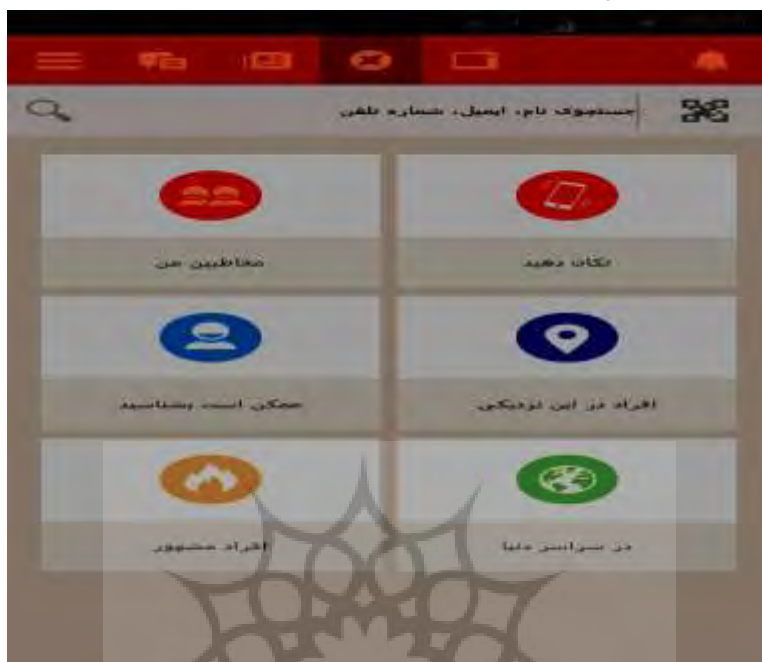 جستجوی نام، ایمیل، شماره تلفن
تکان دهید
مخاطبین من
افراد در این نزدیکی
ممکن است بشناسید
در سراسر دنیا
افراد مشهور